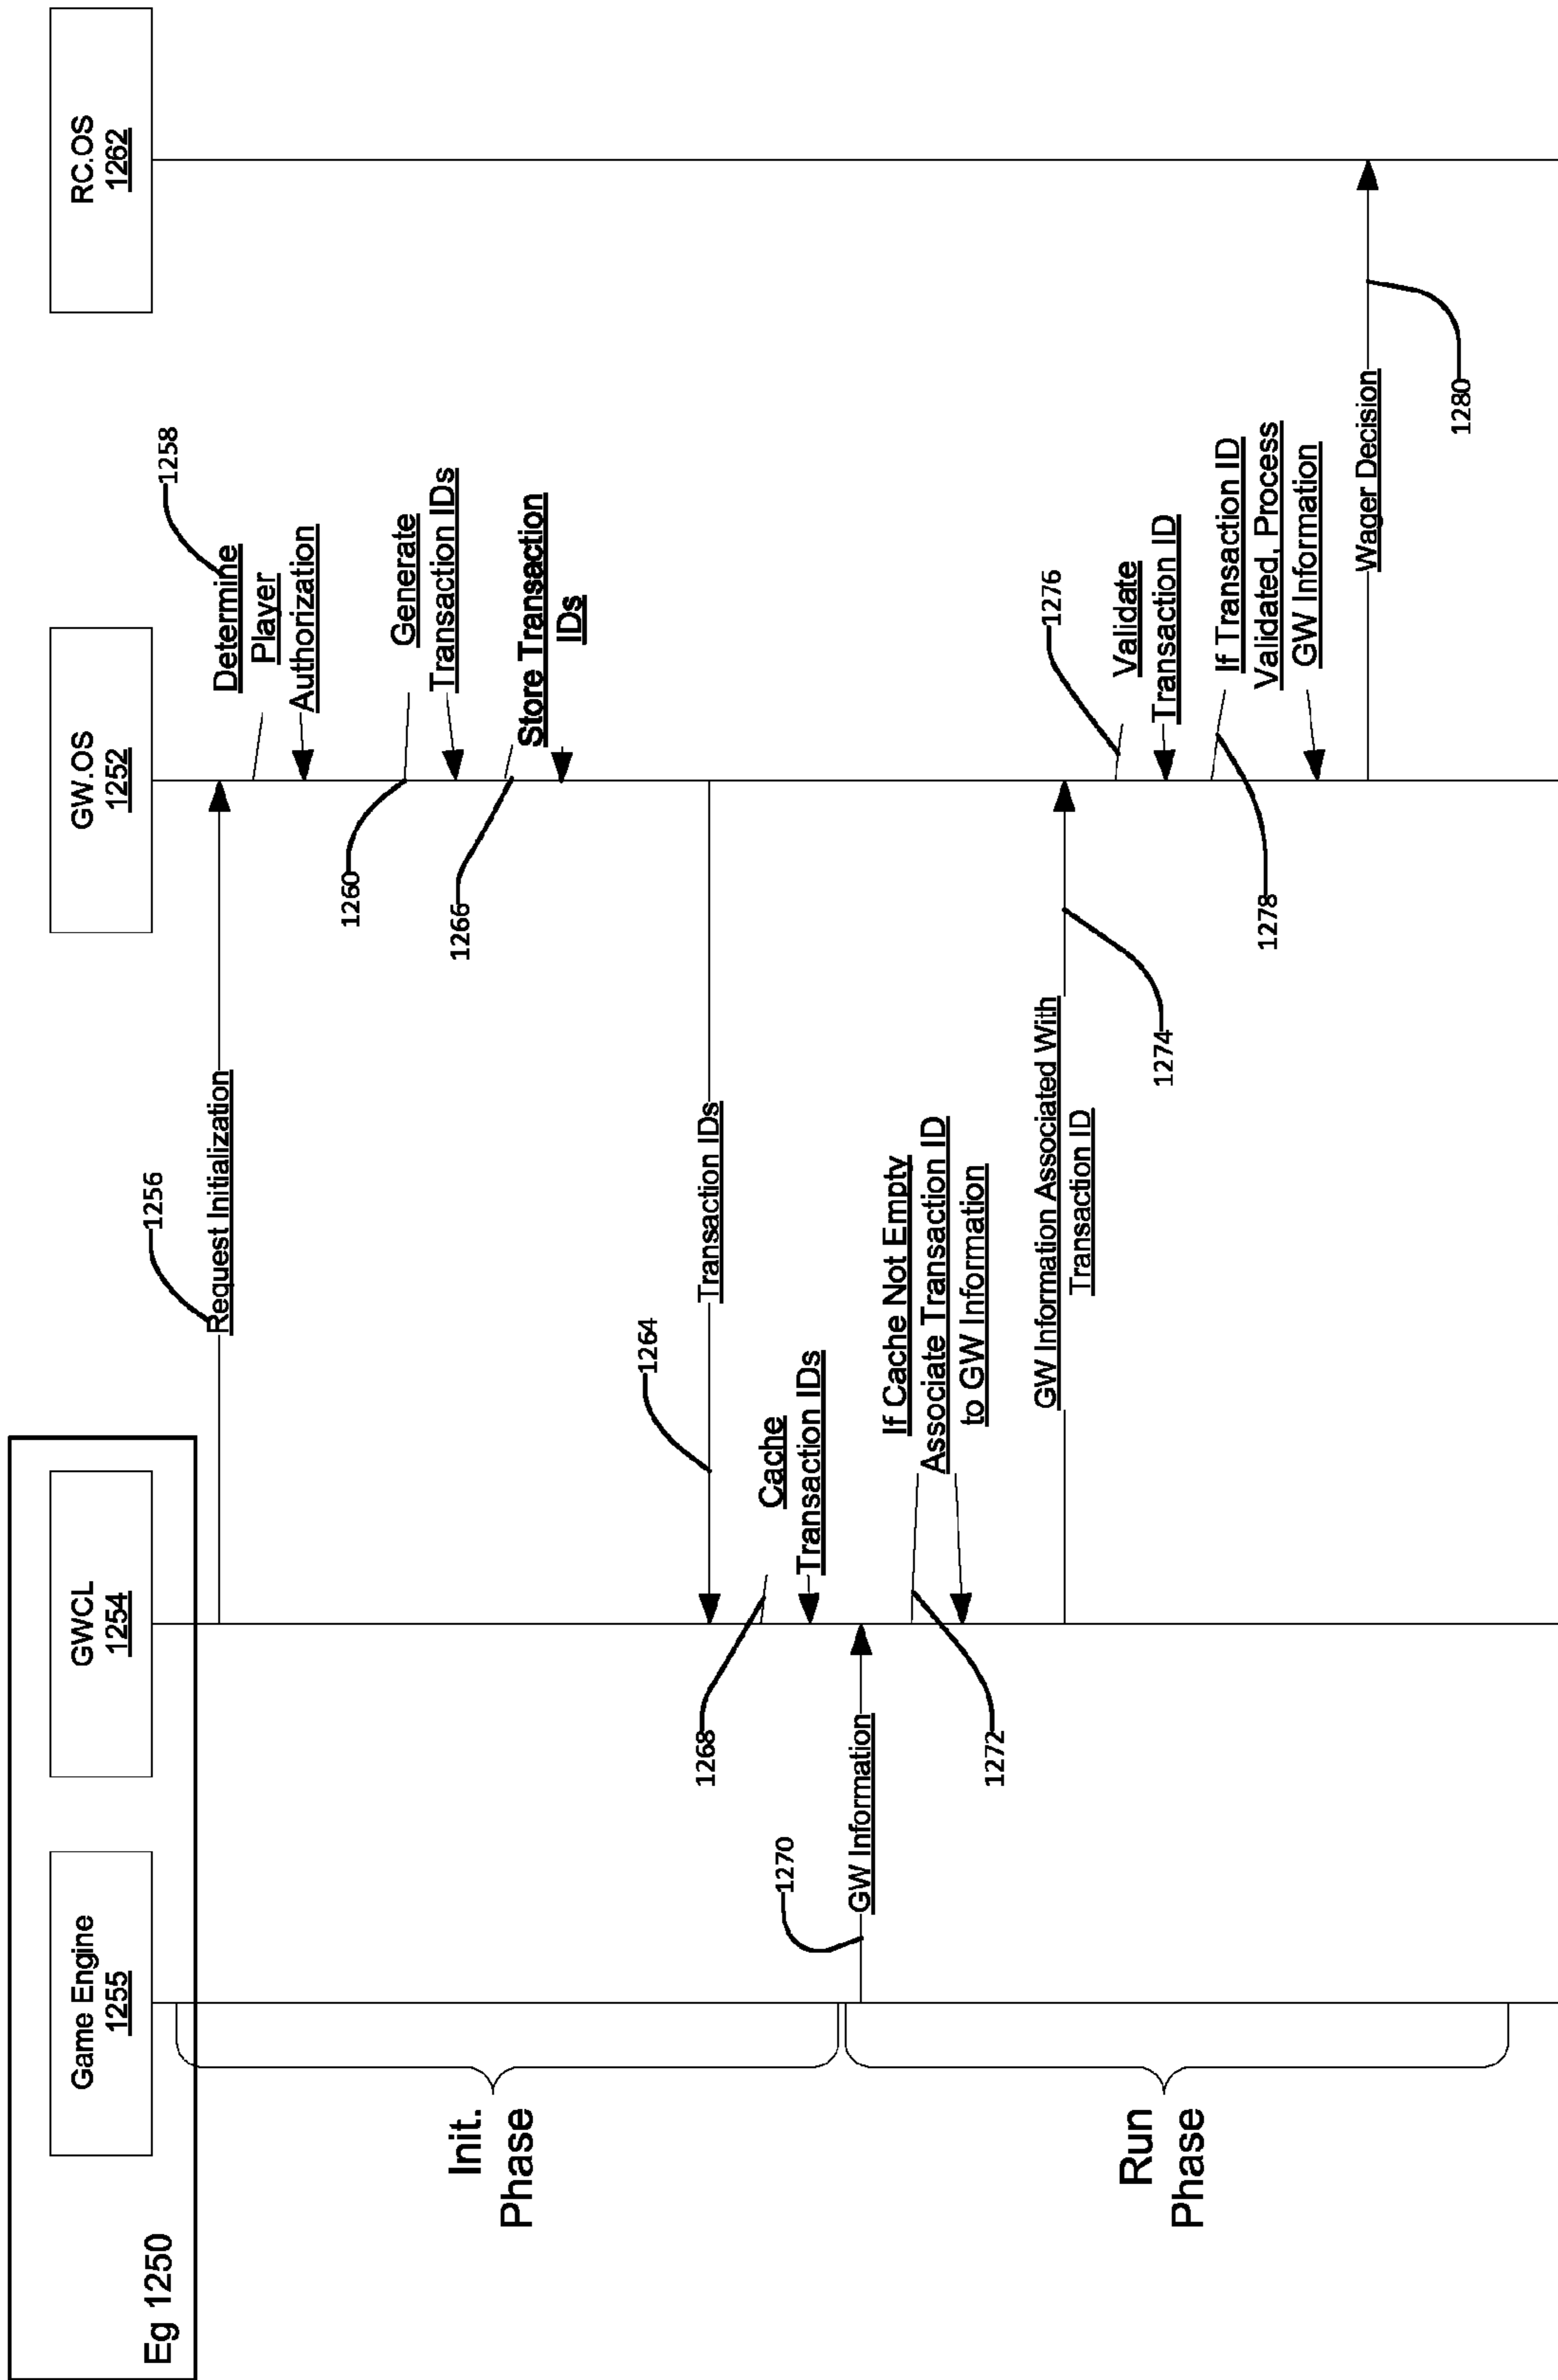 Eg 1250
Game Engine
1255
GWCL
1254
GW.OS
1252
RC.OS
1262
Init.
Phase
Run
Phase
1256
Request Initialization
1258
Determine
Player
Authorization
1260
Generate
Transaction IDs
1266
Store Transaction
IDs
1264
Transaction IDs
1268
Cache
Transaction IDs
1270
GW Information
1272
If Cache Not Empty
Associate Transaction ID
to GW Information
GW Information Associated With
Transaction ID
1274
1276
Validate
Transaction ID
1278
If Transaction ID
Validated, Process
GW Information
Wager Decision
1280